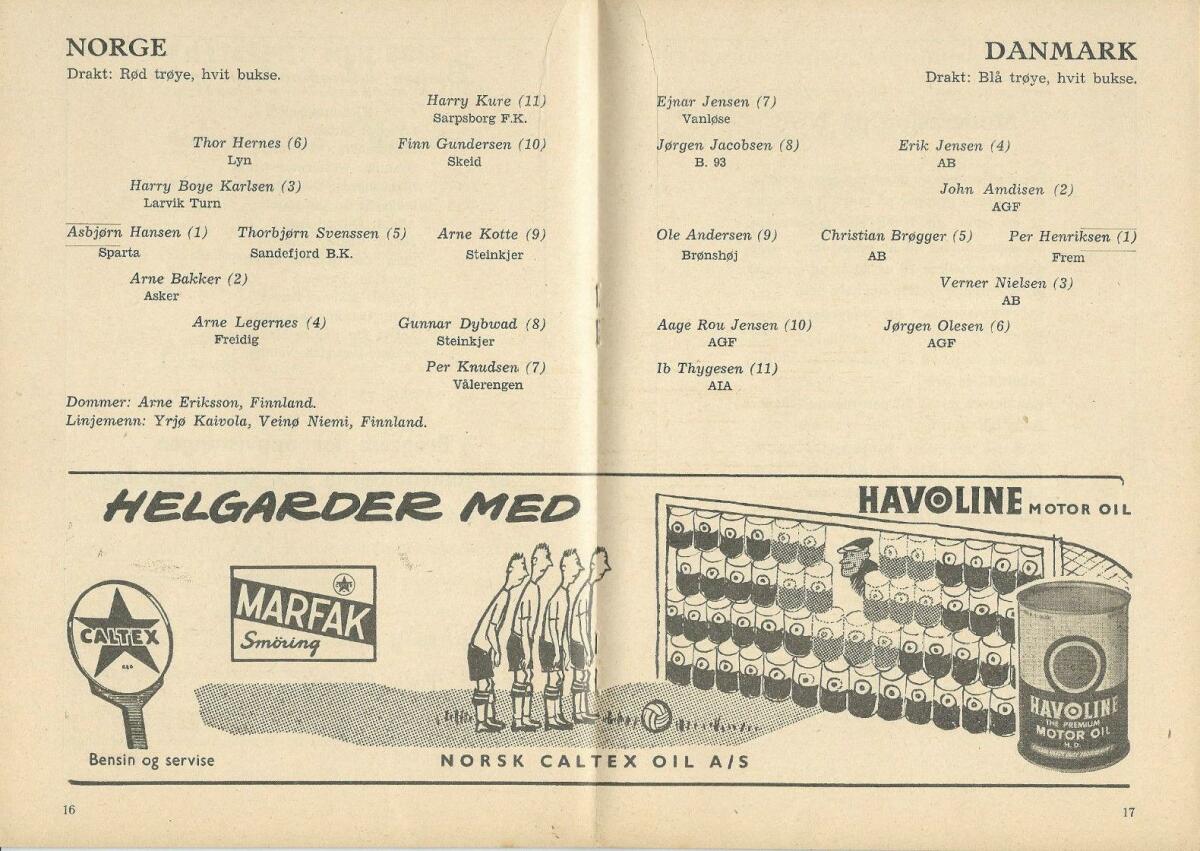 NORGE
Drakt: Rød trøye, hvit bukse.
Harry Kure (11)
Sarpsborg F.K.
Thor Hernes (6) Finn Gundersen (10)
Lyn Skeid
Harry Boye Karlsen (3)
Larvik Turn
Asbjørn Hansen (1) Thorbjørn Svenssen (5) Arne Kotte (9)
Sparta Sandefjord B.K. Steinkjer
Arne Bakker (2)
Asker
Arne Legernes (4) Gunnar Dybwad (8)
Freidig Steinkjer
Per Knudsen (7)
Vålerengen
Dommer: Arne Eriksson, Finnland.
Linjemenn: Yrjø Kaivola, Veinø Niemi, Finnland.
DANMARK
Drakt: Blå trøye, hvit bukse.
Ejnar Jensen (7)
Vanløse
Jørgen Jacobsen (8) Erik Jensen (4)
B. 93 AB
John Amdisen (2)
AGF
Ole Andersen (9) Christian Brøgger (5) Per Henriksen (1)
Brønshøj AB Frem
Verner Nielsen (3)
AB
Aage Rou Jensen (10) Jørgen Olesen (6)
AGF AGF
Ib Thygesen (11)
AIA
HELGARDER MED
HAVOLINE MOTOR OIL
CALTEX
MARFAK
Smöring
HAVOLINE
THE PREMIUM
MOTOR OIL
H.D.
Bensin og servise
NORSK CALTEX OIL A/S
16
17